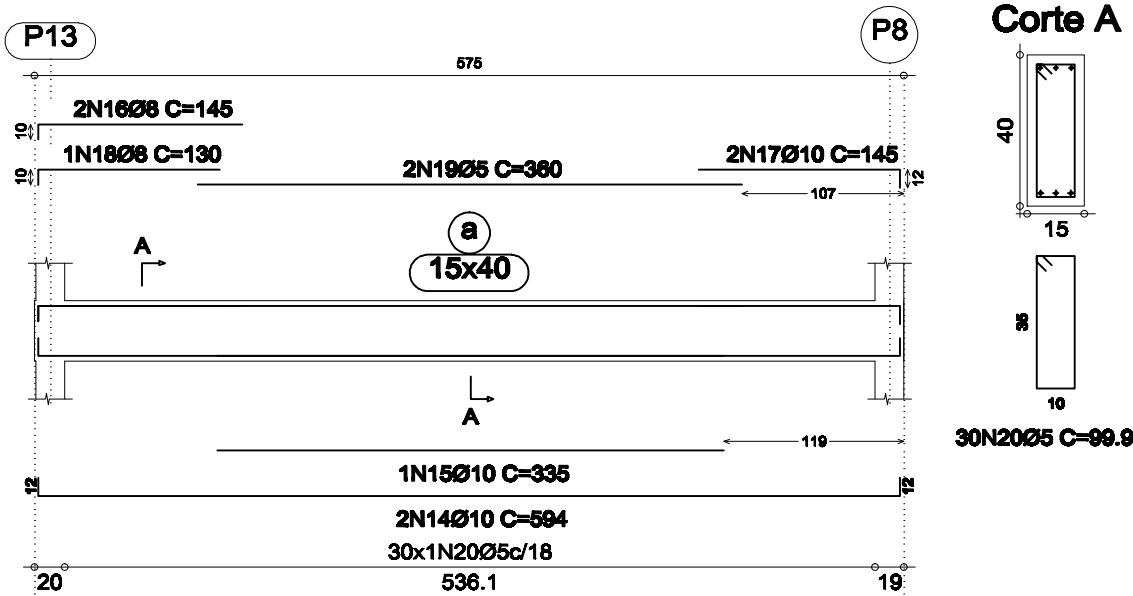 P13
P8
Corte A
575
2N16Ø8 C=145
10
1N18Ø8 C=130
10
2N19Ø5 C=360
2N17Ø10 C=145
12
107
40
15
A
a
15x40
35
10
30N20Ø5 C=99.9
A
119
1N15Ø10 C=335
12
12
2N14Ø10 C=594
30x1N20Ø5c/18
20
536.1
19